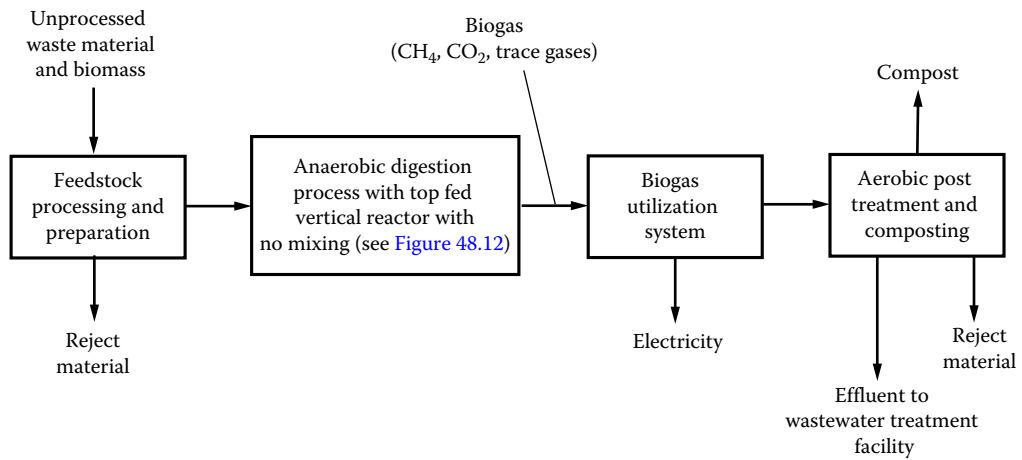 Unprocessed
waste material
and biomass
Biogas
(CH₄, CO₂, trace gases)
Compost
Feedstock
processing and
preparation
Anaerobic digestion
process with top fed
vertical reactor with
no mixing (see Figure 48.12)
Biogas
utilization
system
Aerobic post
treatment and
composting
Reject
material
Electricity
Reject
material
Effluent to
wastewater treatment
facility